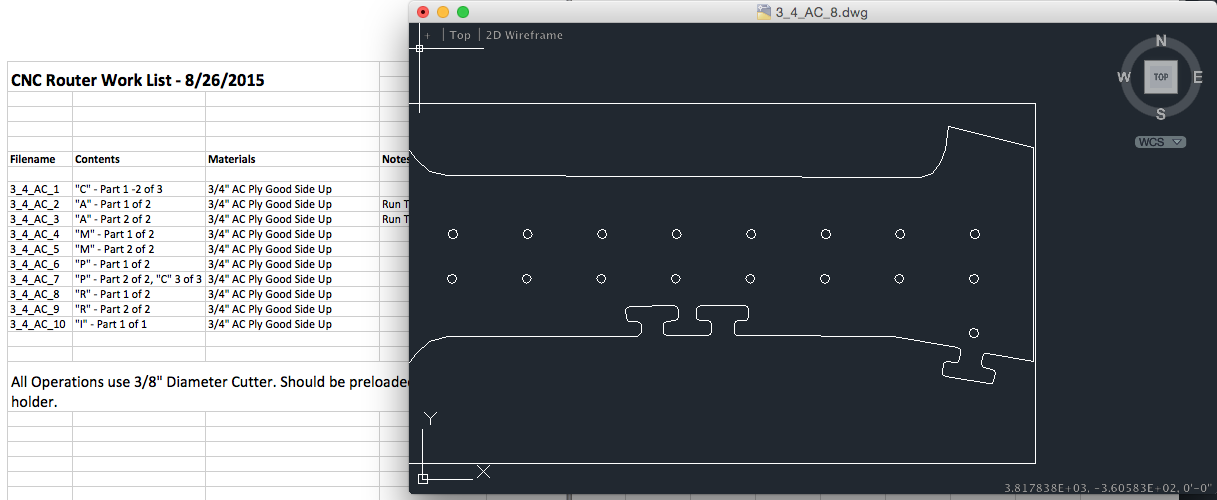 3_4_AC_8.dwg
+ | Top | 2D Wireframe
N
W TOP E
S
WCS
CNC Router Work List - 8/26/2015
Filename Contents Materials Notes
3_4_AC_1 "C" - Part 1 -2 of 3 3/4" AC Ply Good Side Up
3_4_AC_2 "A" - Part 1 of 2 3/4" AC Ply Good Side Up Run T
3_4_AC_3 "A" - Part 2 of 2 3/4" AC Ply Good Side Up Run T
3_4_AC_4 "M" - Part 1 of 2 3/4" AC Ply Good Side Up
3_4_AC_5 "M" - Part 2 of 2 3/4" AC Ply Good Side Up
3_4_AC_6 "P" - Part 1 of 2 3/4" AC Ply Good Side Up
3_4_AC_7 "P" - Part 2 of 2, "C" 3 of 3 3/4" AC Ply Good Side Up
3_4_AC_8 "R" - Part 1 of 2 3/4" AC Ply Good Side Up
3_4_AC_9 "R" - Part 2 of 2 3/4" AC Ply Good Side Up
3_4_AC_10 "I" - Part 1 of 1 3/4" AC Ply Good Side Up
All Operations use 3/8" Diameter Cutter. Should be preloaded
holder.
Y
X
3.817838E+03, -3.60583E+02, 0'-0"